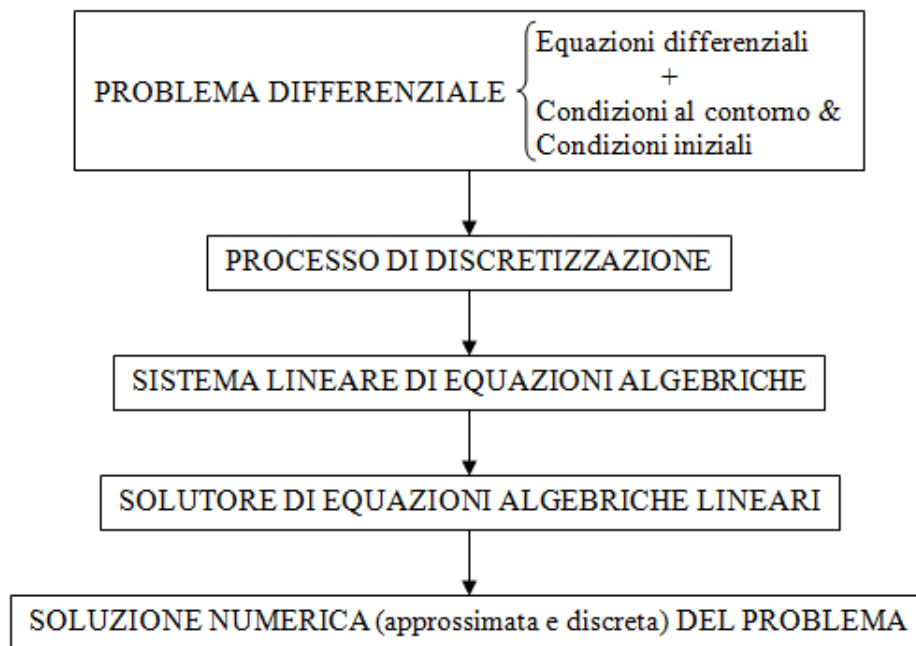 PROBLEMA DIFFERENZIALE
Equazioni differenziali
+
Condizioni al contorno &
Condizioni iniziali
PROCESSO DI DISCRETIZZAZIONE
SISTEMA LINEARE DI EQUAZIONI ALGEBRICHE
SOLUTORE DI EQUAZIONI ALGEBRICHE LINEARI
SOLUZIONE NUMERICA (approssimata e discreta) DEL PROBLEMA